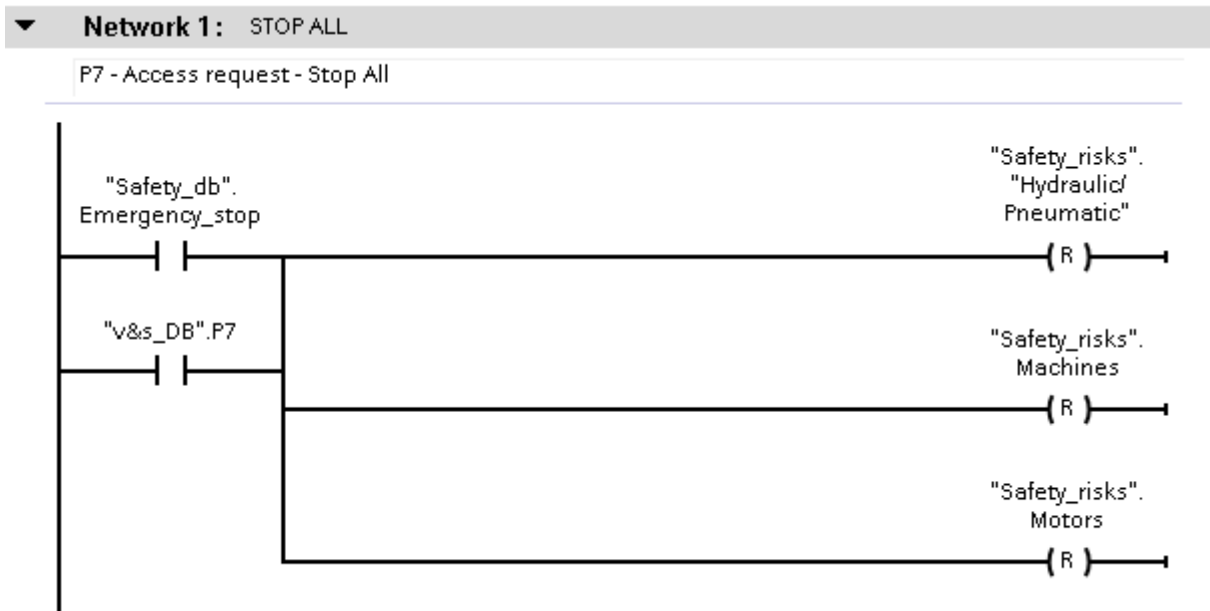 Network 1: STOP ALL
P7 - Access request - Stop All
"Safety_db".
Emergency_stop
"Safety_risks".
"Hydraulic/
Pneumatic"
( R )
"v&s_DB".P7
"Safety_risks".
Machines
( R )
"Safety_risks".
Motors
( R )